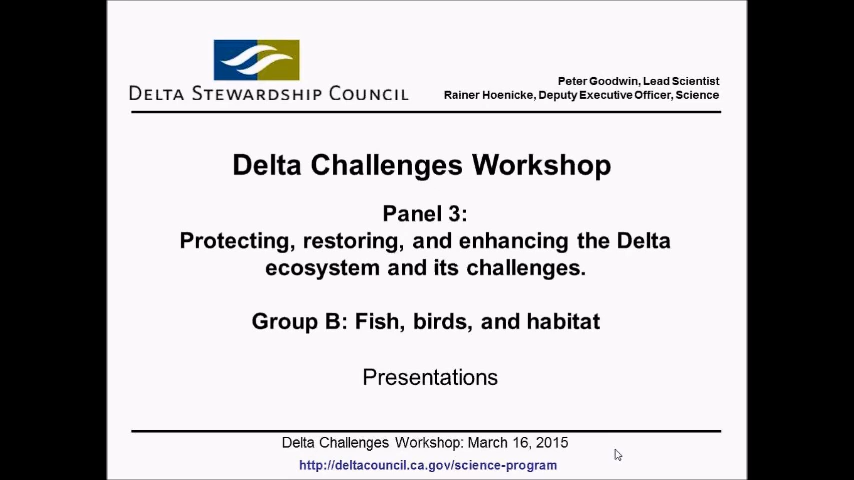 DELTA STEWARDSHIP COUNCIL
Peter Goodwin, Lead Scientist
Rainer Hoenicke, Deputy Executive Officer, Science
Delta Challenges Workshop
Panel 3:
Protecting, restoring, and enhancing the Delta
ecosystem and its challenges.
Group B: Fish, birds, and habitat
Presentations
Delta Challenges Workshop: March 16, 2015
http://deltacouncil.ca.gov/science-program